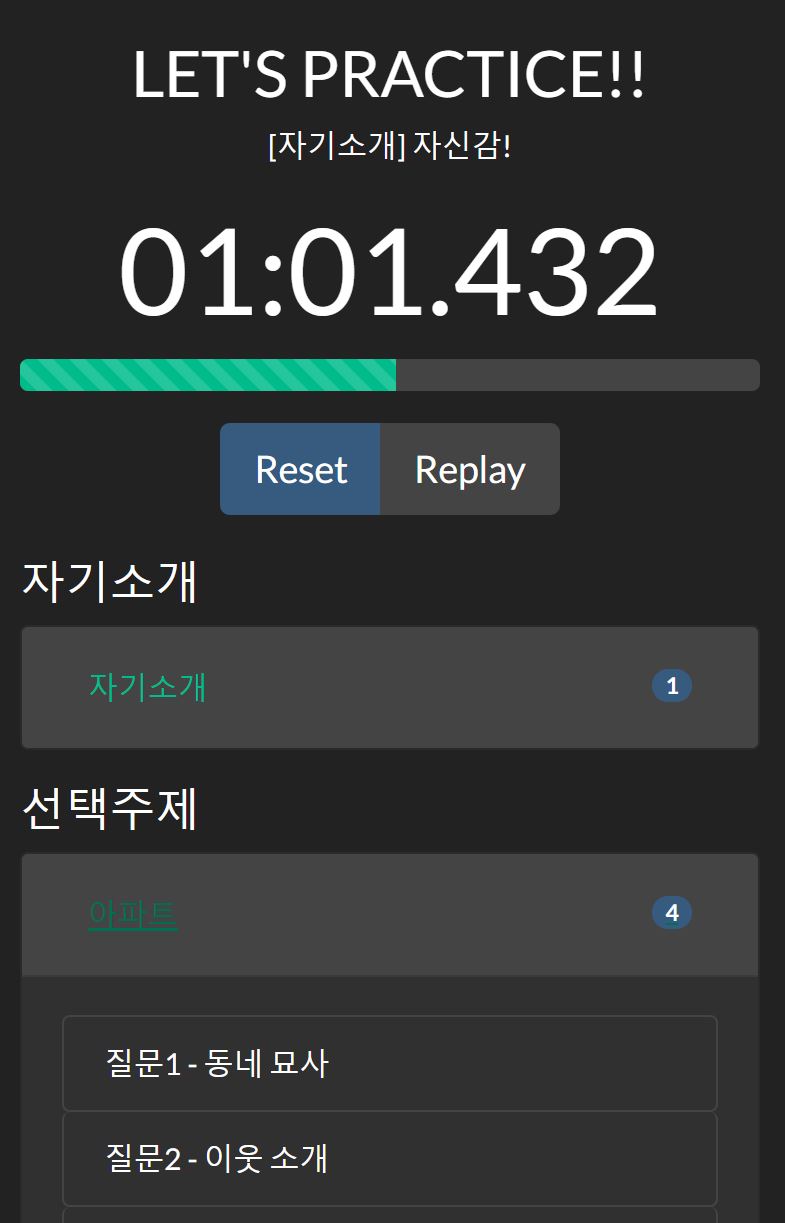 LET'S PRACTICE!!
[자기소개] 자신감!
01:01.432
Reset Replay
자기소개
자기소개 1
선택주제
아파트 4
질문1 - 동네 묘사
질문2 - 이웃 소개